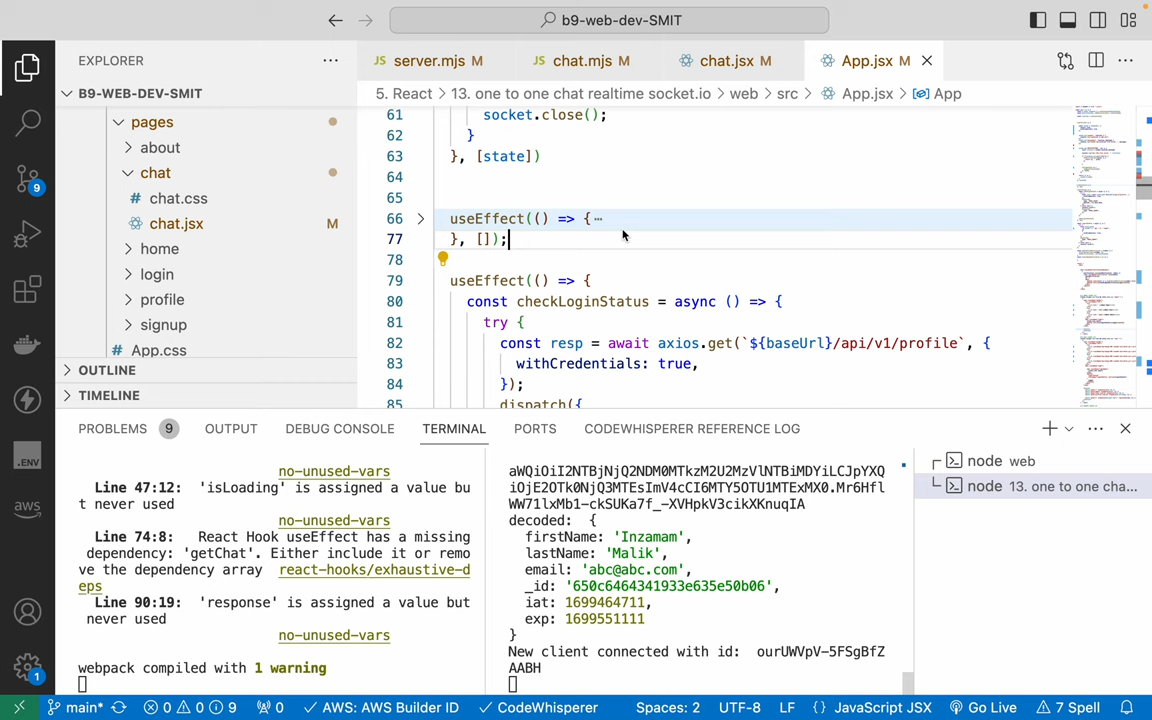 b9-web-dev-SMIT
EXPLORER
JS server.mjs M
JS chat.mjs M
chat.jsx M
App.jsx M
B9-WEB-DEV-SMIT
5. React > 13. one to one chat realtime socket.io > web > src > App.jsx > App
pages
about
chat
# chat.css
chat.jsx M
home
login
profile
signup
# App.css
OUTLINE
TIMELINE
61 socket.close();
62 }
63 }, [state])
64
65
66 useEffect(() => {⋯
77 }, []);
78
79 useEffect(() => {
80 const checkLoginStatus = async () => {
81 try {
82 const resp = await axios.get(`${baseUrl}/api/v1/profile`, {
83 withCredentials: true,
84 });
85 dispatch({
9
.ENV
aws
1
PROBLEMS 9 OUTPUT DEBUG CONSOLE TERMINAL PORTS CODEWHISPERER REFERENCE LOG
no-unused-vars
Line 47:12: 'isLoading' is assigned a value bu
t never used
no-unused-vars
Line 74:8: React Hook useEffect has a missing
dependency: 'getChat'. Either include it or remo
ve the dependency array react-hooks/exhaustive-d
eps
Line 90:19: 'response' is assigned a value but
never used
no-unused-vars
webpack compiled with 1 warning
aWQiOiI2NTBjNjQ2NDM0MTkzM2U2MzVlNTBiMDYiLCJpYXQ
iOjE2OTk0NjQ3MTEsImV4cCI6MTY5OTU1MTExMX0.Mr6Hfl
WW71lxMb1-ckSUKa7f_-XVHpkV3cikXKnuqIA
decoded: {
firstName: 'Inzamam',
lastName: 'Malik',
email: 'abc@abc.com',
_id: '650c6464341933e635e50b06',
iat: 1699464711,
exp: 1699551111
}
New client connected with id: ourUWVpV-5FSgBfZ
AABH
node web
node 13. one to one cha...
main* 0 0 9 0 AWS: AWS Builder ID CodeWhisperer Spaces: 2 UTF-8 LF {} JavaScript JSX Go Live 7 Spell